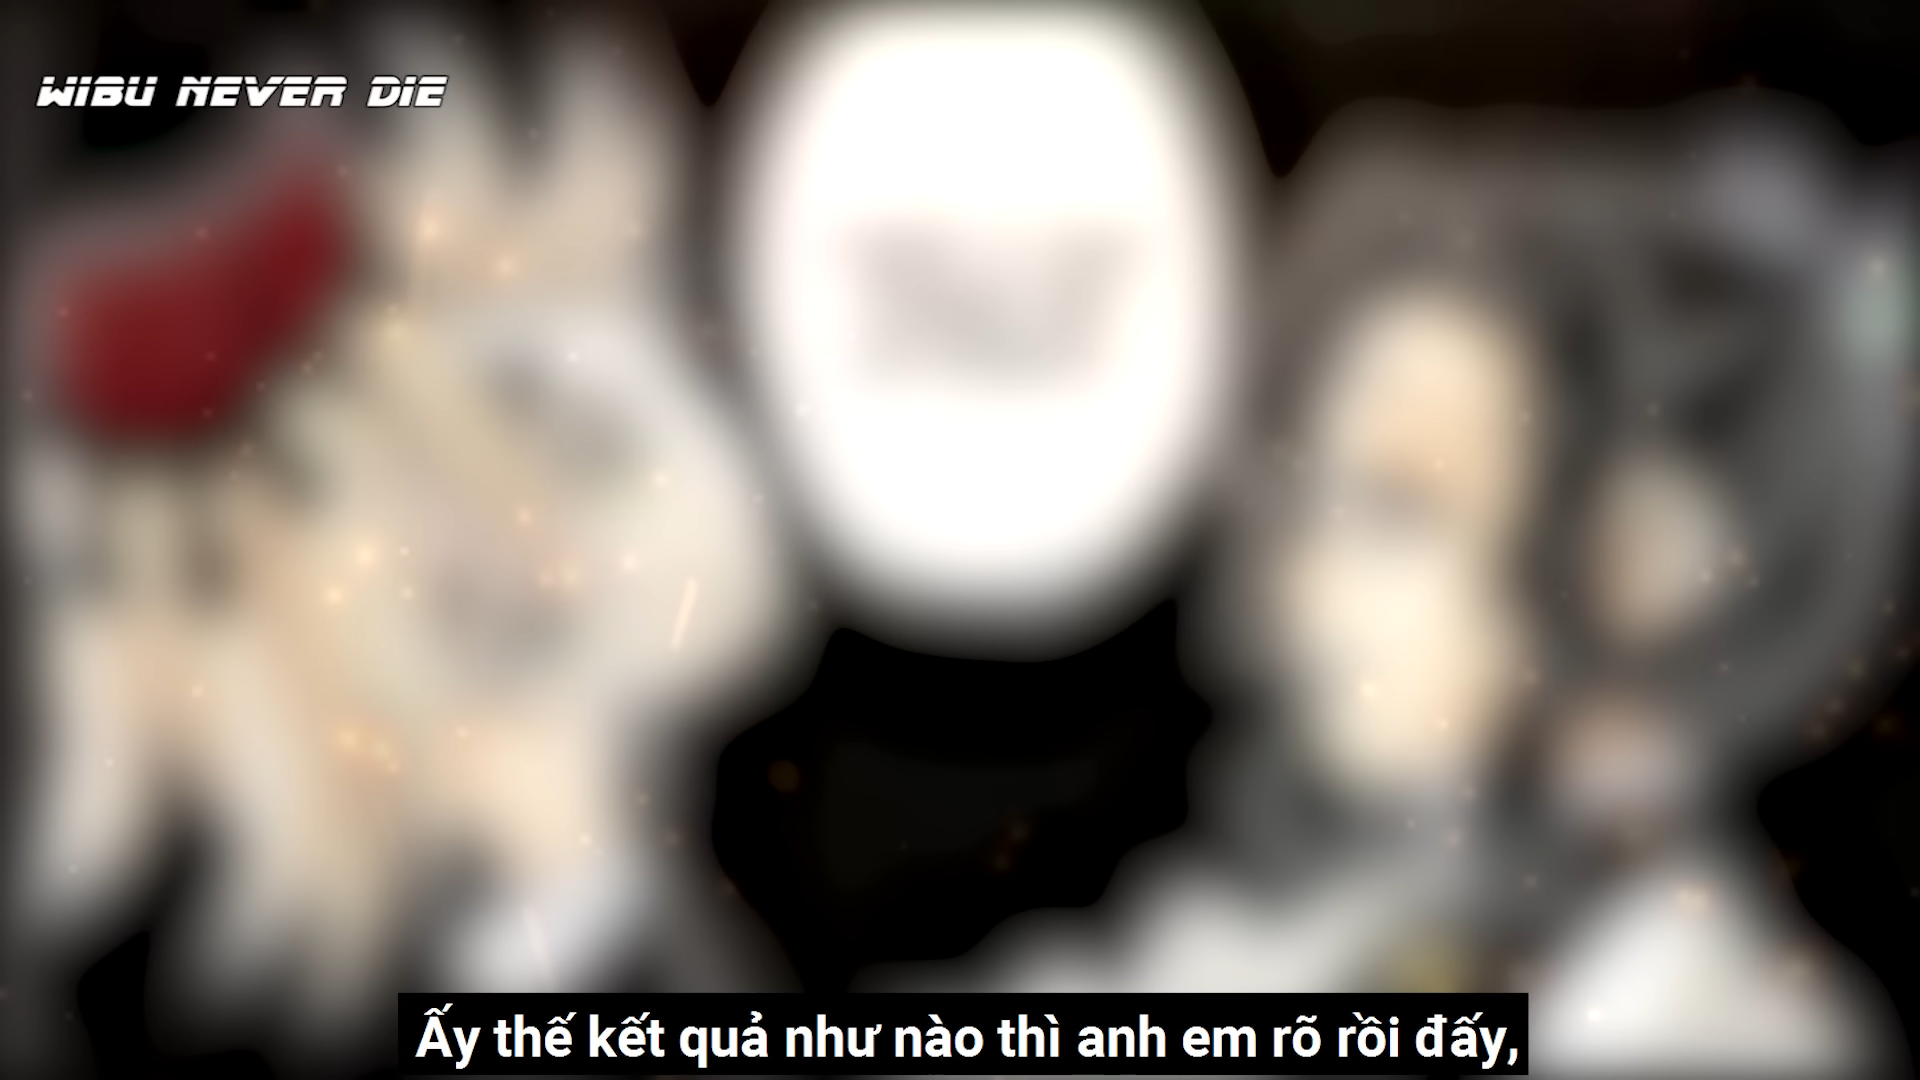 WIBU NEVER DIE
Ấy thế kết quả như nào thì anh em rõ rồi đấy,